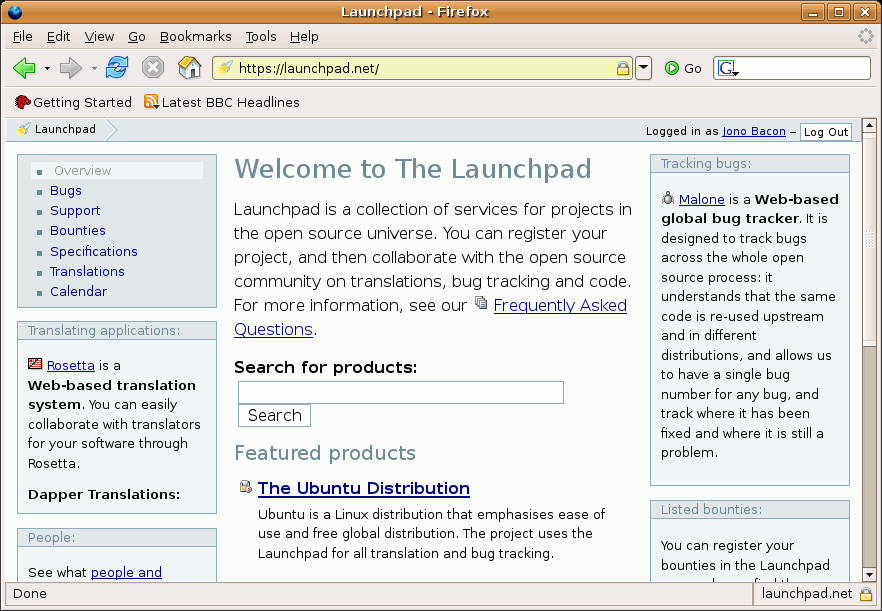 Launchpad - Firefox
File Edit View Go Bookmarks Tools Help
https://launchpad.net/
Go
G
Getting Started Latest BBC Headlines
Launchpad
Logged in as Jono Bacon – Log Out
Overview
Bugs
Support
Bounties
Specifications
Translations
Calendar
Translating applications:
Rosetta is a
Web-based translation
system. You can easily
collaborate with translators
for your software through
Rosetta.
Dapper Translations:
People:
See what people and
Welcome to The Launchpad
Launchpad is a collection of services for projects in
the open source universe. You can register your
project, and then collaborate with the open source
community on translations, bug tracking and code.
For more information, see our Frequently Asked
Questions.
Search for products:
Search
Featured products
The Ubuntu Distribution
Ubuntu is a Linux distribution that emphasises ease of
use and free global distribution. The project uses the
Launchpad for all translation and bug tracking.
Tracking bugs:
Malone is a Web-based
global bug tracker. It is
designed to track bugs
across the whole open
source process: it
understands that the same
code is re-used upstream
and in different
distributions, and allows us
to have a single bug
number for any bug, and
track where it has been
fixed and where it is still a
problem.
Listed bounties:
You can register your
bounties in the Launchpad
Done
launchpad.net